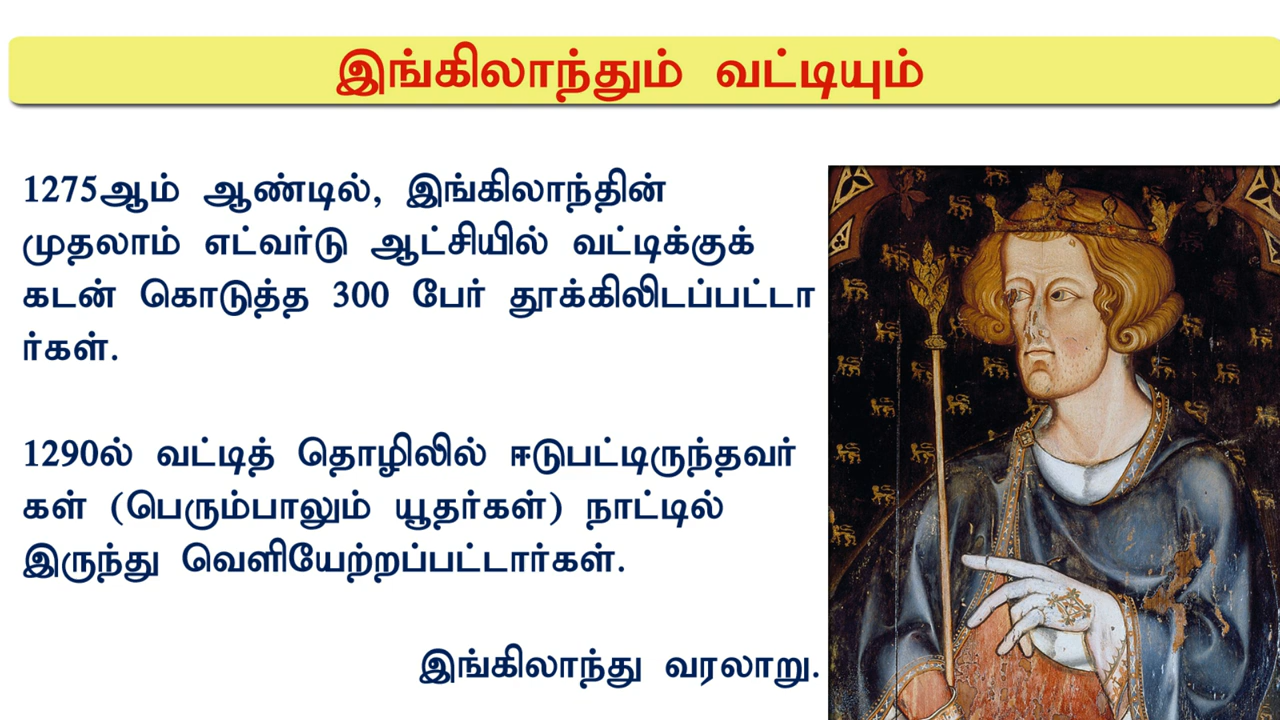 இங்கிலாந்தும் வட்டியும்
1275ஆம் ஆண்டில், இங்கிலாந்தின்
முதலாம் எட்வர்டு ஆட்சியில் வட்டிக்குக்
கடன் கொடுத்த 300 பேர் தூக்கிலிடப்பட்டா
ர்கள்.
1290ல் வட்டித் தொழிலில் ஈடுபட்டிருந்தவர்
கள் (பெரும்பாலும் யூதர்கள்) நாட்டில்
இருந்து வெளியேற்றப்பட்டார்கள்.
இங்கிலாந்து வரலாறு.